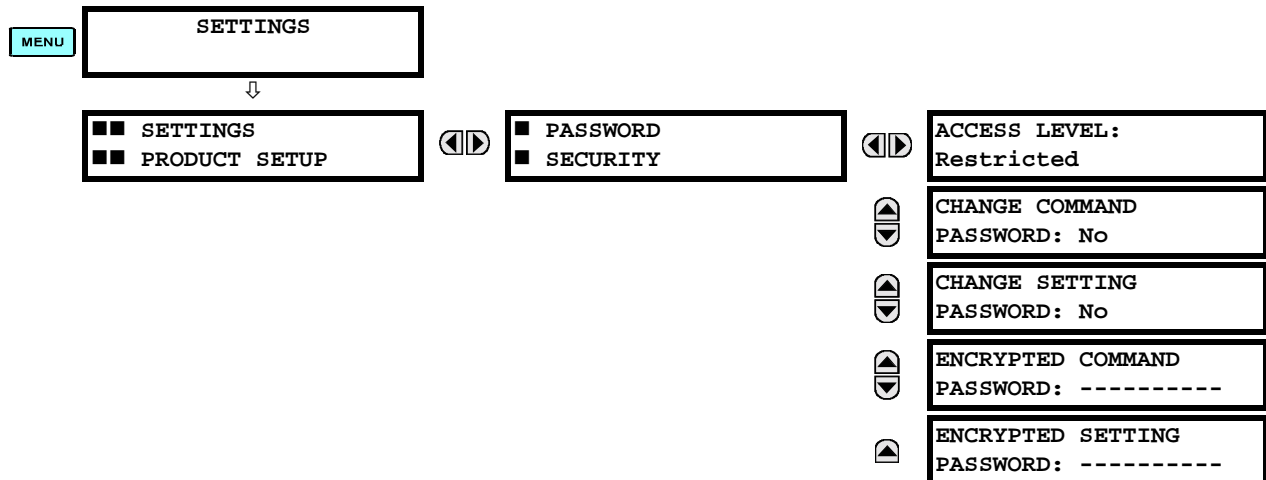 SETTINGS
MENU
SETTINGS
PRODUCT SETUP
PASSWORD
SECURITY
ACCESS LEVEL:
Restricted
CHANGE COMMAND
PASSWORD: No
CHANGE SETTING
PASSWORD: No
ENCRYPTED COMMAND
PASSWORD: ----------
ENCRYPTED SETTING
PASSWORD: ----------